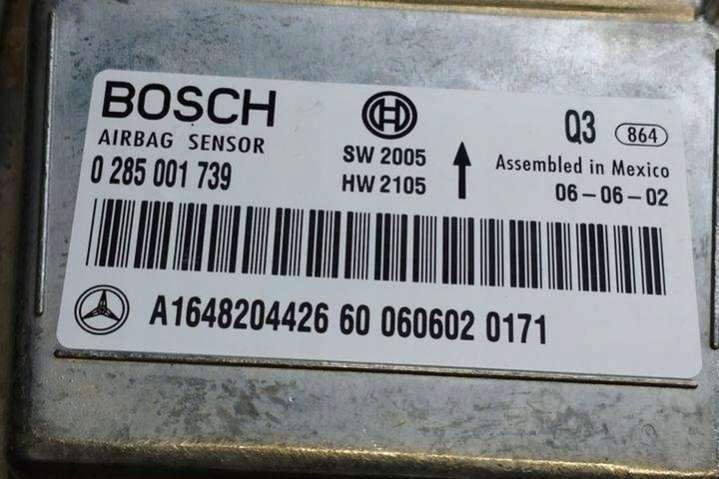 BOSCH
AIRBAG SENSOR
0 285 001 739
SW 2005
HW 2105
Q3 864
Assembled in Mexico
06-06-02
A1648204426 60 060602 0171